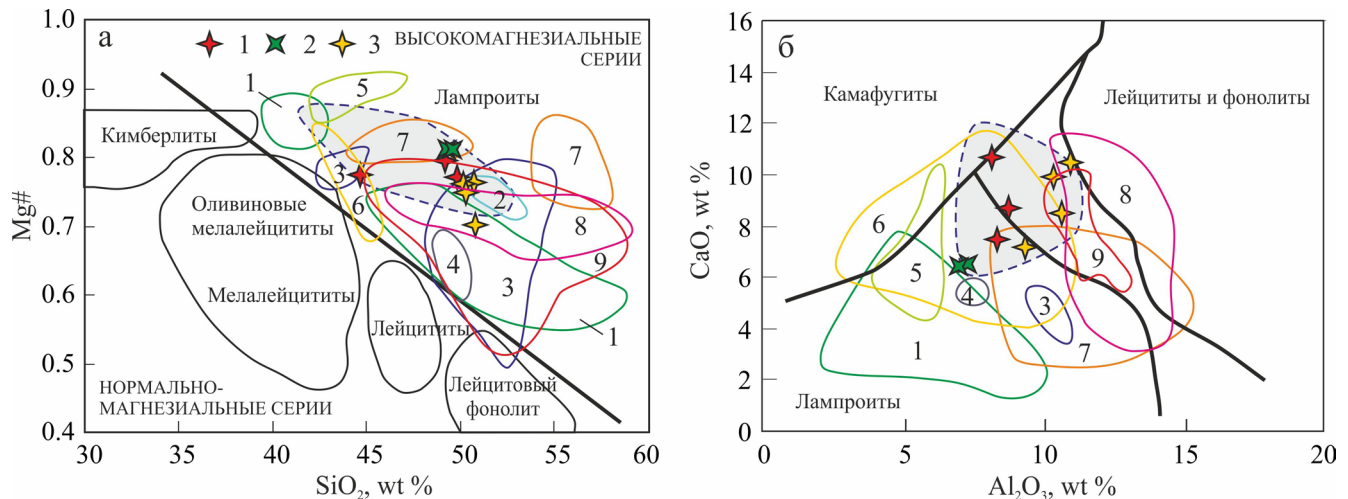 а
1 2 3
ВЫСОКОМАГНЕЗИАЛЬНЫЕ
СЕРИИ
1.0
0.9
0.8
0.7
0.6
0.5
0.4
Mg#
1
5
Лампроиты
Кимберлиты
7
7
3
2
6
8
Оливиновые
мелалейцититы
4
3
9
Мелалейцититы
Лейцититы
1
Лейцитовый
фонолит
НОРМАЛЬНО-
МАГНЕЗИАЛЬНЫЕ СЕРИИ
30 35 40 45 50 55 60
SiO₂, wt %
б
16
14
12
10
8
6
4
2
0
CaO, wt %
Камафугиты
Лейцититы и фонолиты
8
6
5
9
4
3
1
7
Лампроиты
0 5 10 15 20
Al₂O₃, wt %